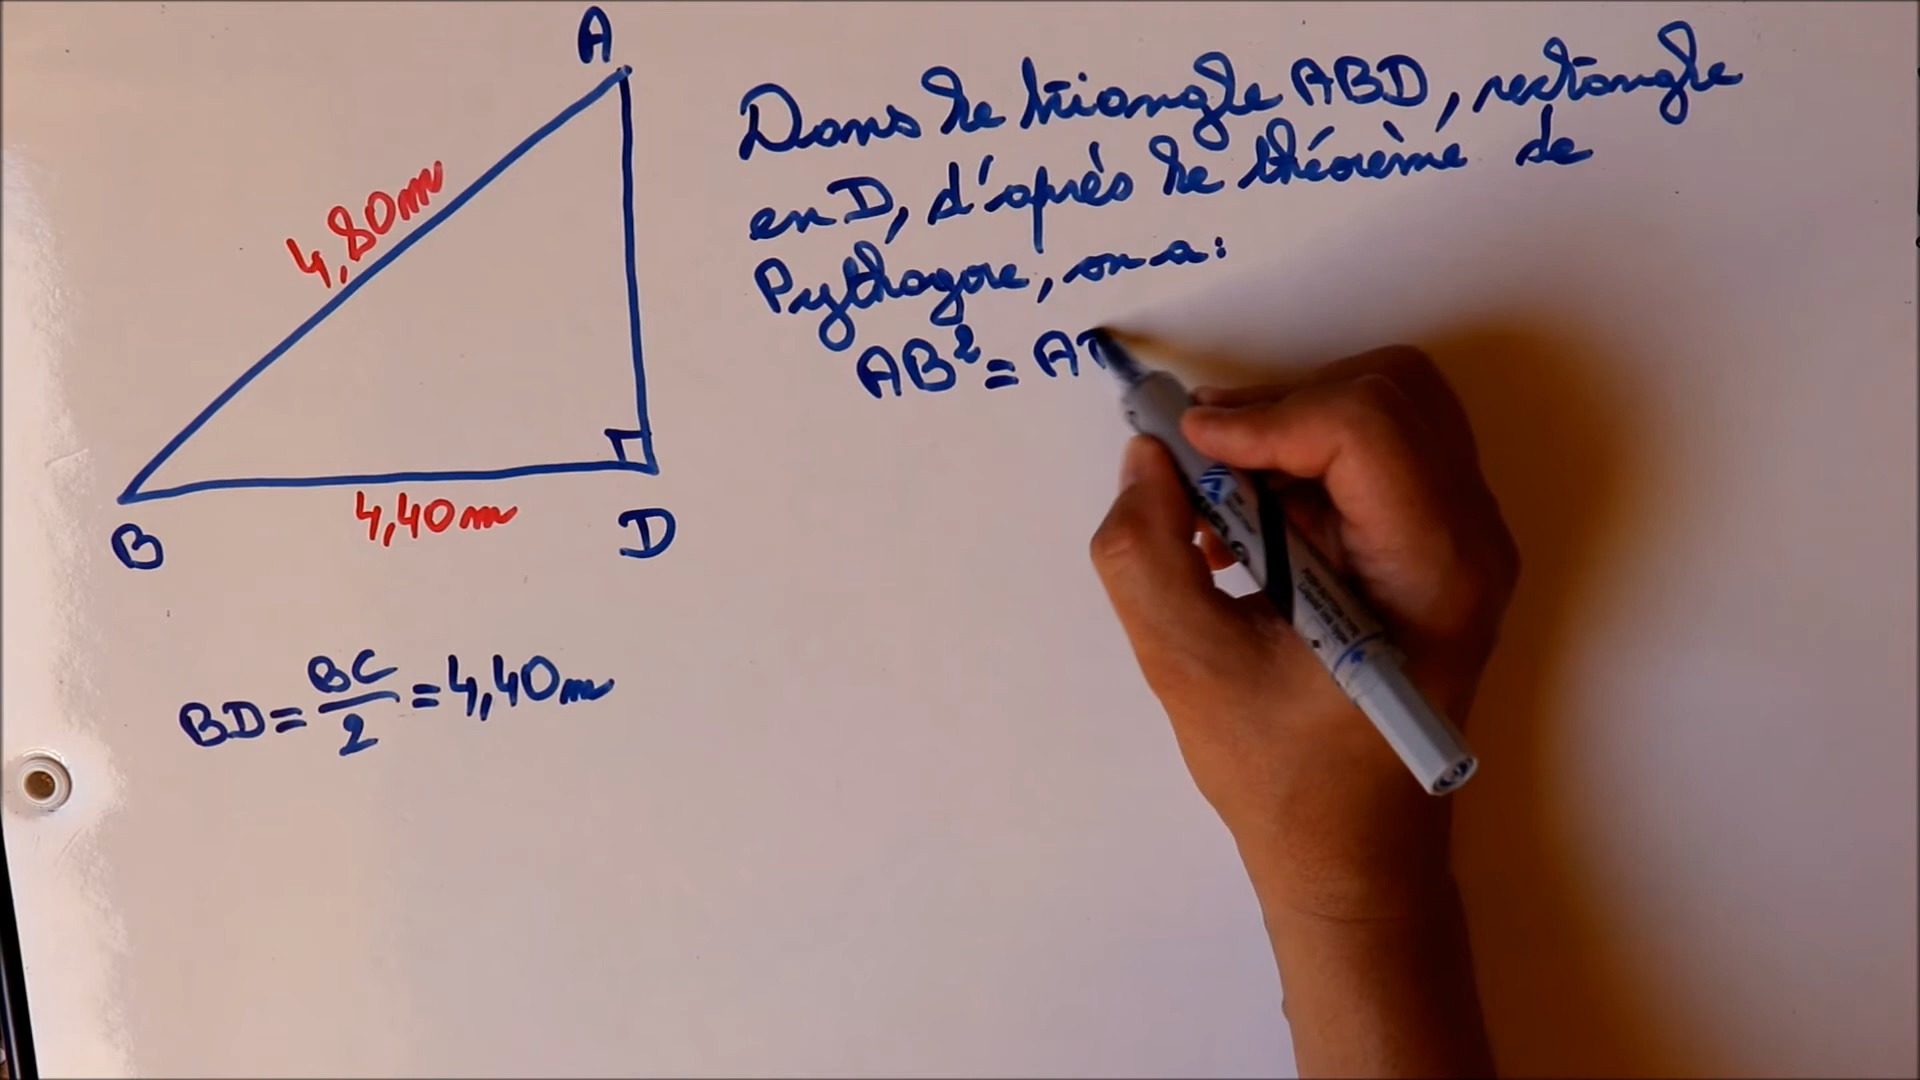 A
4,80m
4,40m
B
D
BD = BC/2 = 4,40m
Dans le triangle ABD, rectangle
en D, d'après le théorème de
Pythagore, on a:
AB² = AD